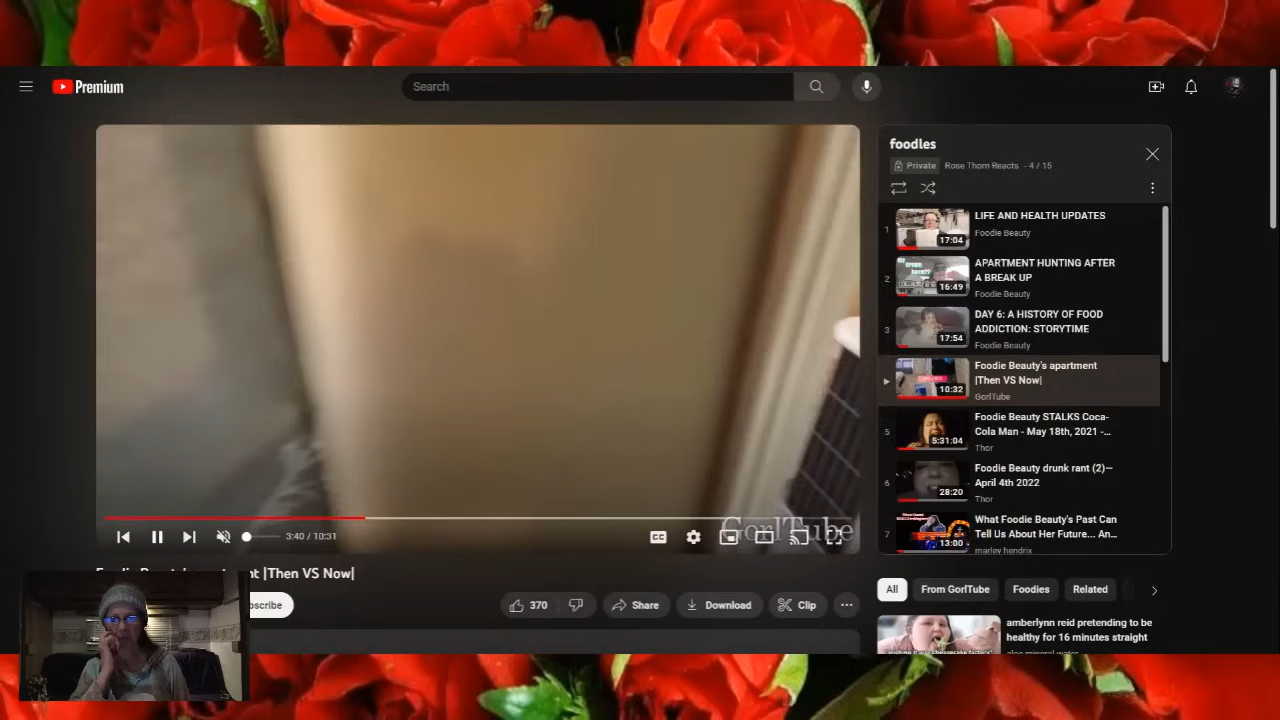 Premium
Search
GorlTube
3:40 / 10:31
CC
|Then VS Now|
370
Share
Download
Clip
foodles
Private Rose Thorn Reacts - 4 / 15
1
17:04
LIFE AND HEALTH UPDATES
Foodie Beauty
2
16:49
APARTMENT HUNTING AFTER
A BREAK UP
Foodie Beauty
3
17:54
DAY 6: A HISTORY OF FOOD
ADDICTION: STORYTIME
Foodie Beauty
10:32
Foodie Beauty's apartment
|Then VS Now|
GorlTube
5
5:31:04
Foodie Beauty STALKS Coca-
Cola Man - May 18th, 2021 -...
Thor
6
28:20
Foodie Beauty drunk rant (2)—
April 4th 2022
Thor
7
13:00
What Foodie Beauty's Past Can
Tell Us About Her Future... An...
marley hendrix
All
From GorlTube
Foodies
Related
amberlynn reid pretending to be
healthy for 16 minutes straight